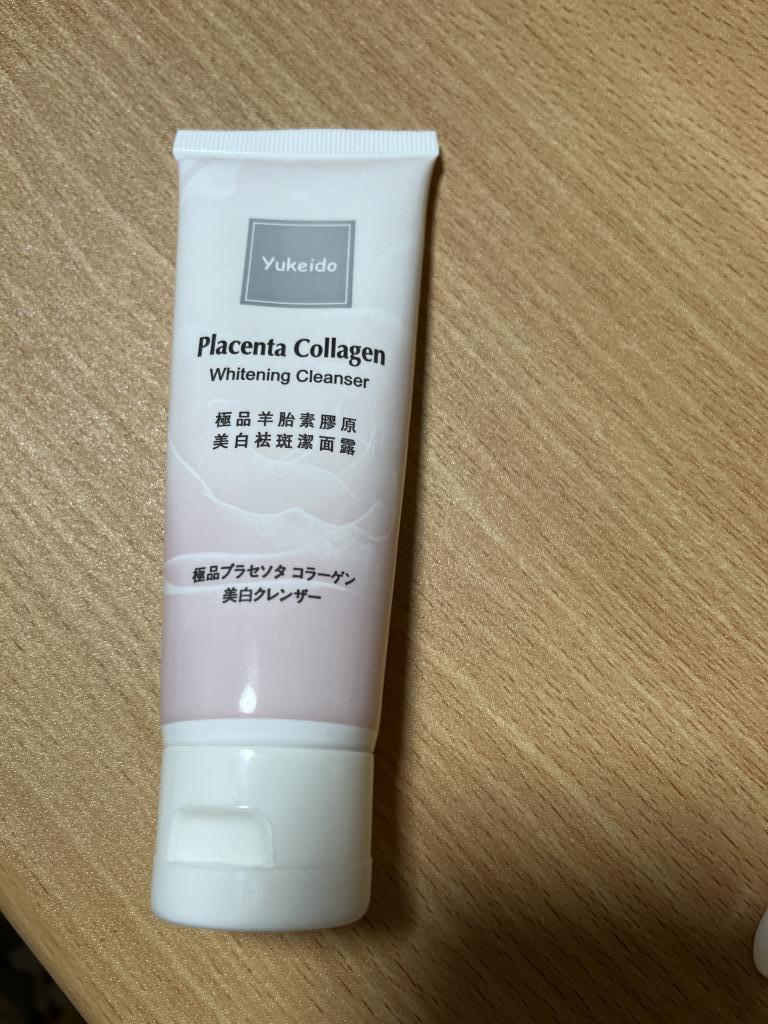 Yukeido
Placenta Collagen
Whitening Cleanser
極品羊胎素膠原
美白祛斑潔面露
極品プラセソタ コラーゲン
美白クレンザー